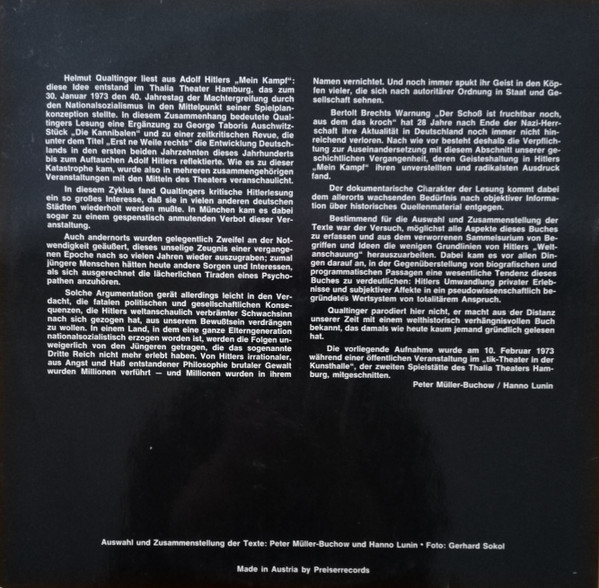 Helmut Qualtinger liest aus Adolf Hitlers „Mein Kampf“:
diese Idee entstand im Thalia Theater Hamburg, das zum
30. Januar 1973 den 40. Jahrestag der Machtergreifung durch
den Nationalsozialismus in den Mittelpunkt seiner Spielplan-
konzeption stellte. In diesem Zusammenhang bedeutete Qual-
tingers Lesung eine Ergänzung zu George Taboris Auschwitz-
Stück „Die Kannibalen“ und zu einer zeitkritischen Revue, die
unter dem Titel „Erst ne Weile rechts“ die Entwicklung Deutsch-
lands in den ersten beiden Jahrzehnten dieses Jahrhunderts
bis zum Auftauchen Adolf Hitlers reflektierte. Wie es zu dieser
Katastrophe kam, wurde also in mehreren zusammengehörigen
Veranstaltungen mit den Mitteln des Theaters veranschaulicht.
In diesem Zyklus fand Qualtingers kritische Hitlerlesung
ein so großes Interesse, daß sie in vielen anderen deutschen
Städten wiederholt werden mußte. In München kam es dabei
sogar zu einem gespenstisch anmutenden Verbot dieser Ver-
anstaltung.
Auch andernorts wurden gelegentlich Zweifel an der Not-
wendigkeit geäußert, dieses unselige Zeugnis einer vergange-
nen Epoche nach so vielen Jahren wieder auszugraben; zumal
jüngere Menschen hätten heute andere Sorgen und Interessen,
als sich ausgerechnet die lächerlichen Tiraden eines Psycho-
pathen anzuhören.
Solche Argumentation gerät allerdings leicht in den Ver-
dacht, die fatalen politischen und gesellschaftlichen Konse-
quenzen, die Hitlers weltanschaulich verbrämter Schwachsinn
nach sich gezogen hat, aus unserem Bewußtsein verdrängen
zu wollen. In einem Land, in dem eine ganze Elterngeneration
nationalsozialistisch erzogen worden ist, werden die Folgen un-
weigerlich von den Jüngeren getragen, die das sogenannte
Dritte Reich nicht mehr erlebt haben. Von Hitlers irrationaler,
aus Angst und Haß entstandener Philosophie brutaler Gewalt
wurden Millionen verführt — und Millionen wurden in ihrem
Namen vernichtet. Und noch immer spukt ihr Geist in den Köp-
fen vieler, die sich nach autoritärer Ordnung in Staat und Ge-
sellschaft sehnen.
Bertolt Brechts Warnung „Der Schoß ist fruchtbar noch,
aus dem das kroch“ hat 28 Jahre nach Ende der Nazi-Herr-
schaft ihre Aktualität in Deutschland noch immer nicht hin-
reichend verloren. Nach wie vor besteht deshalb die Verpflich-
tung zur Auseinandersetzung mit diesem Abschnitt unserer ge-
schichtlichen Vergangenheit, deren Geisteshaltung in Hitlers
„Mein Kampf“ ihren unverstellten und radikalsten Ausdruck
fand.
Der dokumentarische Charakter der Lesung kommt dabei
dem allerorts wachsenden Bedürfnis nach objektiver Informa-
tion über historisches Quellenmaterial entgegen.
Bestimmend für die Auswahl und Zusammenstellung der
Texte war der Versuch, möglichst alle Aspekte dieses Buches
zu erfassen und aus dem verworrenen Sammelsurium von Be-
griffen und Ideen die wenigen Grundlinien von Hitlers „Welt-
anschauung“ herauszuarbeiten. Dabei kam es vor allen Din-
gen darauf an, in der Gegenüberstellung von biografischen und
programmatischen Passagen eine wesentliche Tendenz dieses
Buches zu verdeutlichen: Hitlers Umwandlung privater Erleb-
nisse und subjektiver Affekte in ein pseudowissenschaftlich be-
gründetes Wertsystem von totalitärem Anspruch.
Qualtinger parodiert hier nicht, er macht aus der Distanz
unserer Zeit mit einem welthistorisch verhängnisvollen Buch
bekannt, das damals wie heute kaum jemand gründlich gelesen
hat.
Die vorliegende Aufnahme wurde am 10. Februar 1973
während einer öffentlichen Veranstaltung im „tik-Theater in der
Kunsthalle“, der zweiten Spielstätte des Thalia Theaters Ham-
burg, mitgeschnitten.
Peter Müller-Buchow / Hanno Lunin
Auswahl und Zusammenstellung der Texte: Peter Müller-Buchow und Hanno Lunin • Foto: Gerhard Sokol
Made in Austria by Preiserrecords